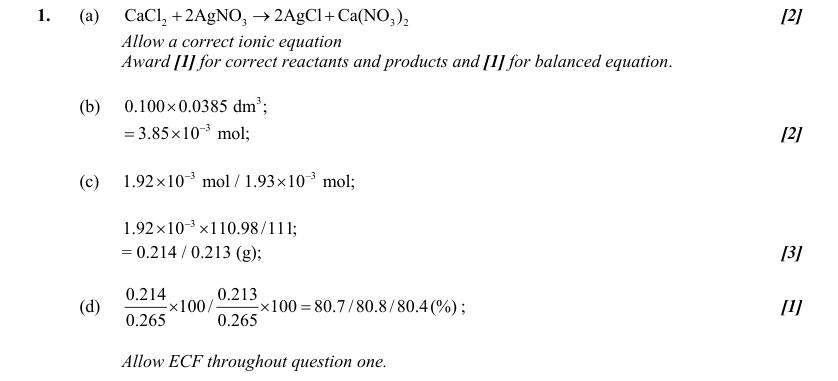 1. (a) CaCl₂ + 2AgNO₃ → 2AgCl + Ca(NO₃)₂ [2]
Allow a correct ionic equation
Award [1] for correct reactants and products and [1] for balanced equation.
(b) 0.100×0.0385 dm³;
= 3.85×10⁻³ mol; [2]
(c) 1.92×10⁻³ mol / 1.93×10⁻³ mol;
1.92×10⁻³ ×110.98/111;
= 0.214 / 0.213 (g); [3]
(d) 0.214/0.265 ×100 / 0.213/0.265 ×100 = 80.7 / 80.8 / 80.4 (%) ; [1]
Allow ECF throughout question one.